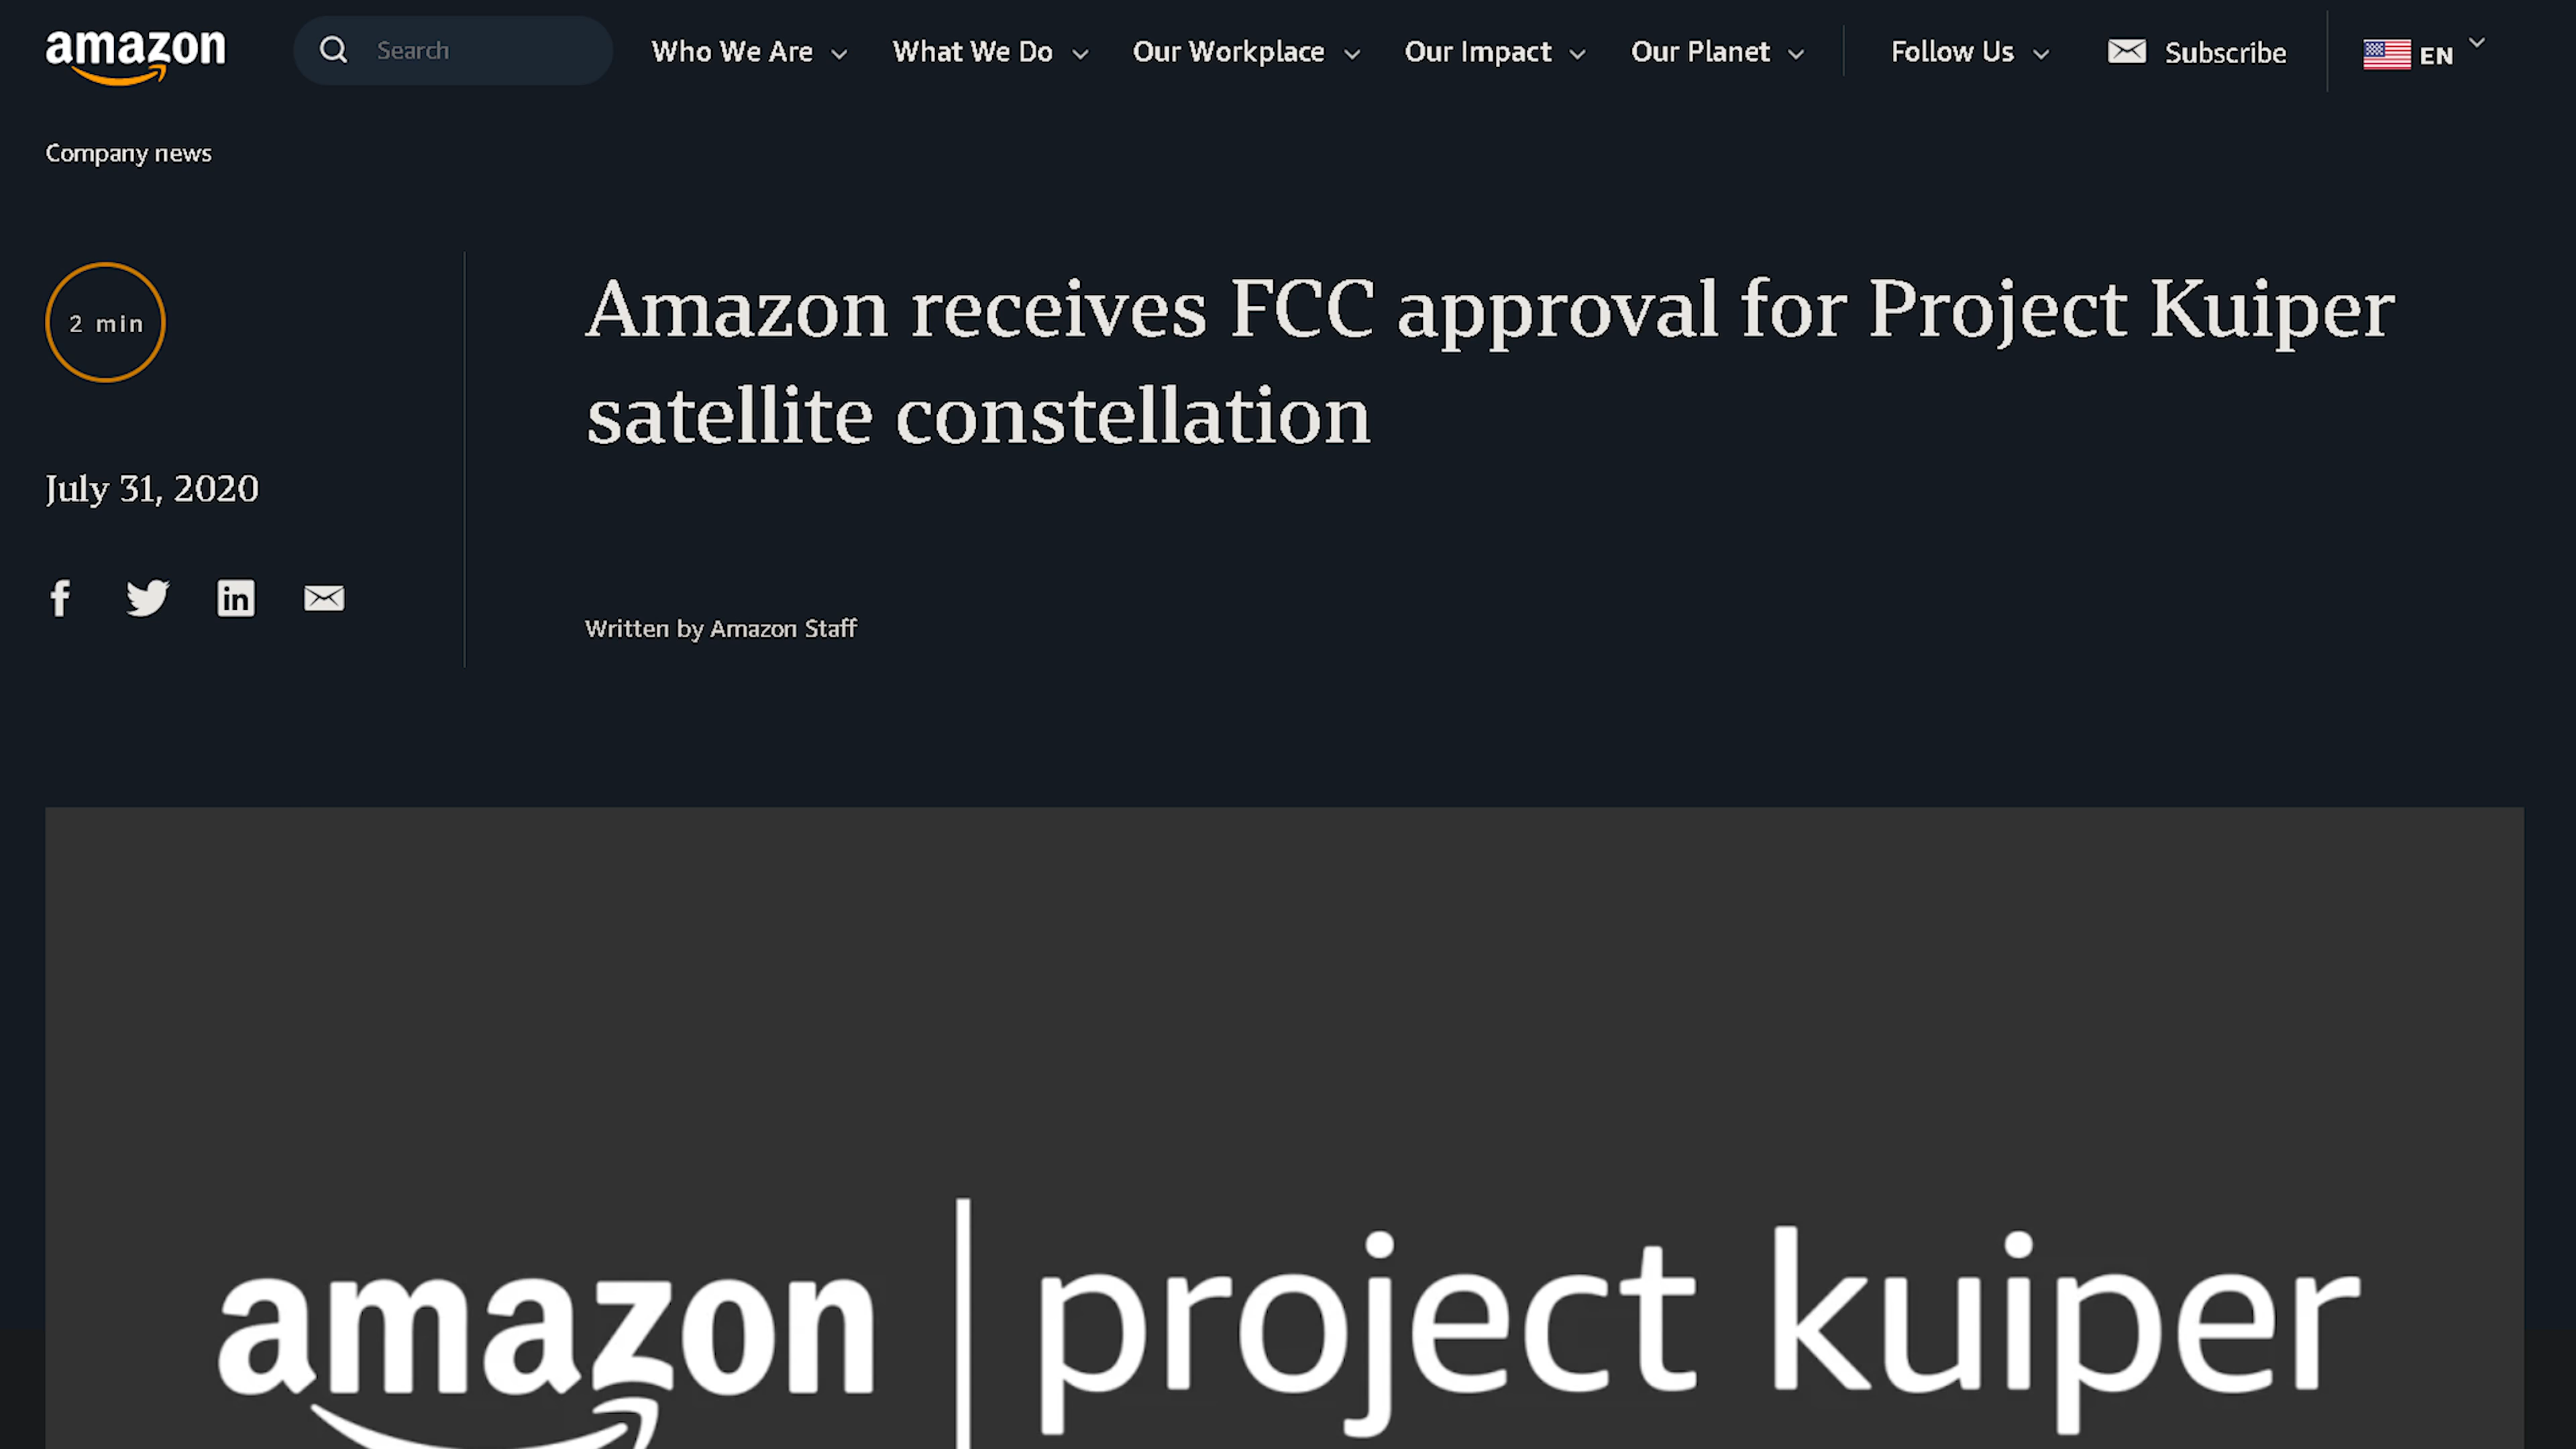 amazon
Search
Who We Are
What We Do
Our Workplace
Our Impact
Our Planet
Follow Us
Subscribe
EN
Company news
2 min
July 31, 2020
in
Amazon receives FCC approval for Project Kuiper
satellite constellation
Written by Amazon Staff
amazon | project kuiper